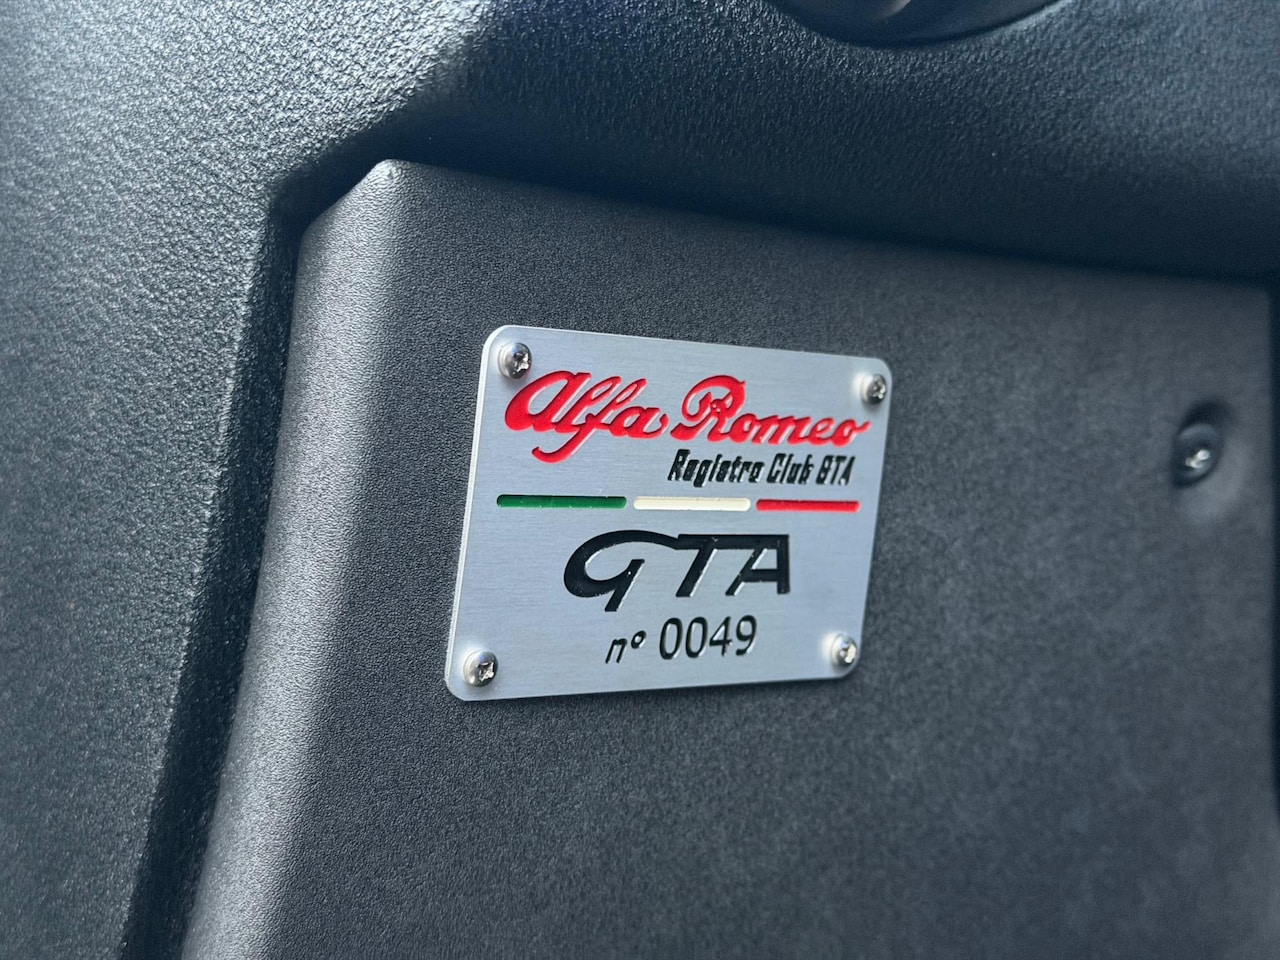 Alfa Romeo
Registro Club GTA
GTA
n° 0049